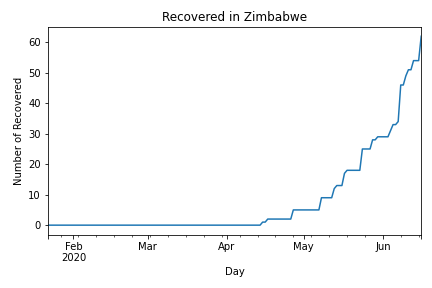 Recovered in Zimbabwe
Number of Recovered
60
50
40
30
20
10
0
Feb
2020
Mar
Apr
May
Jun
Day